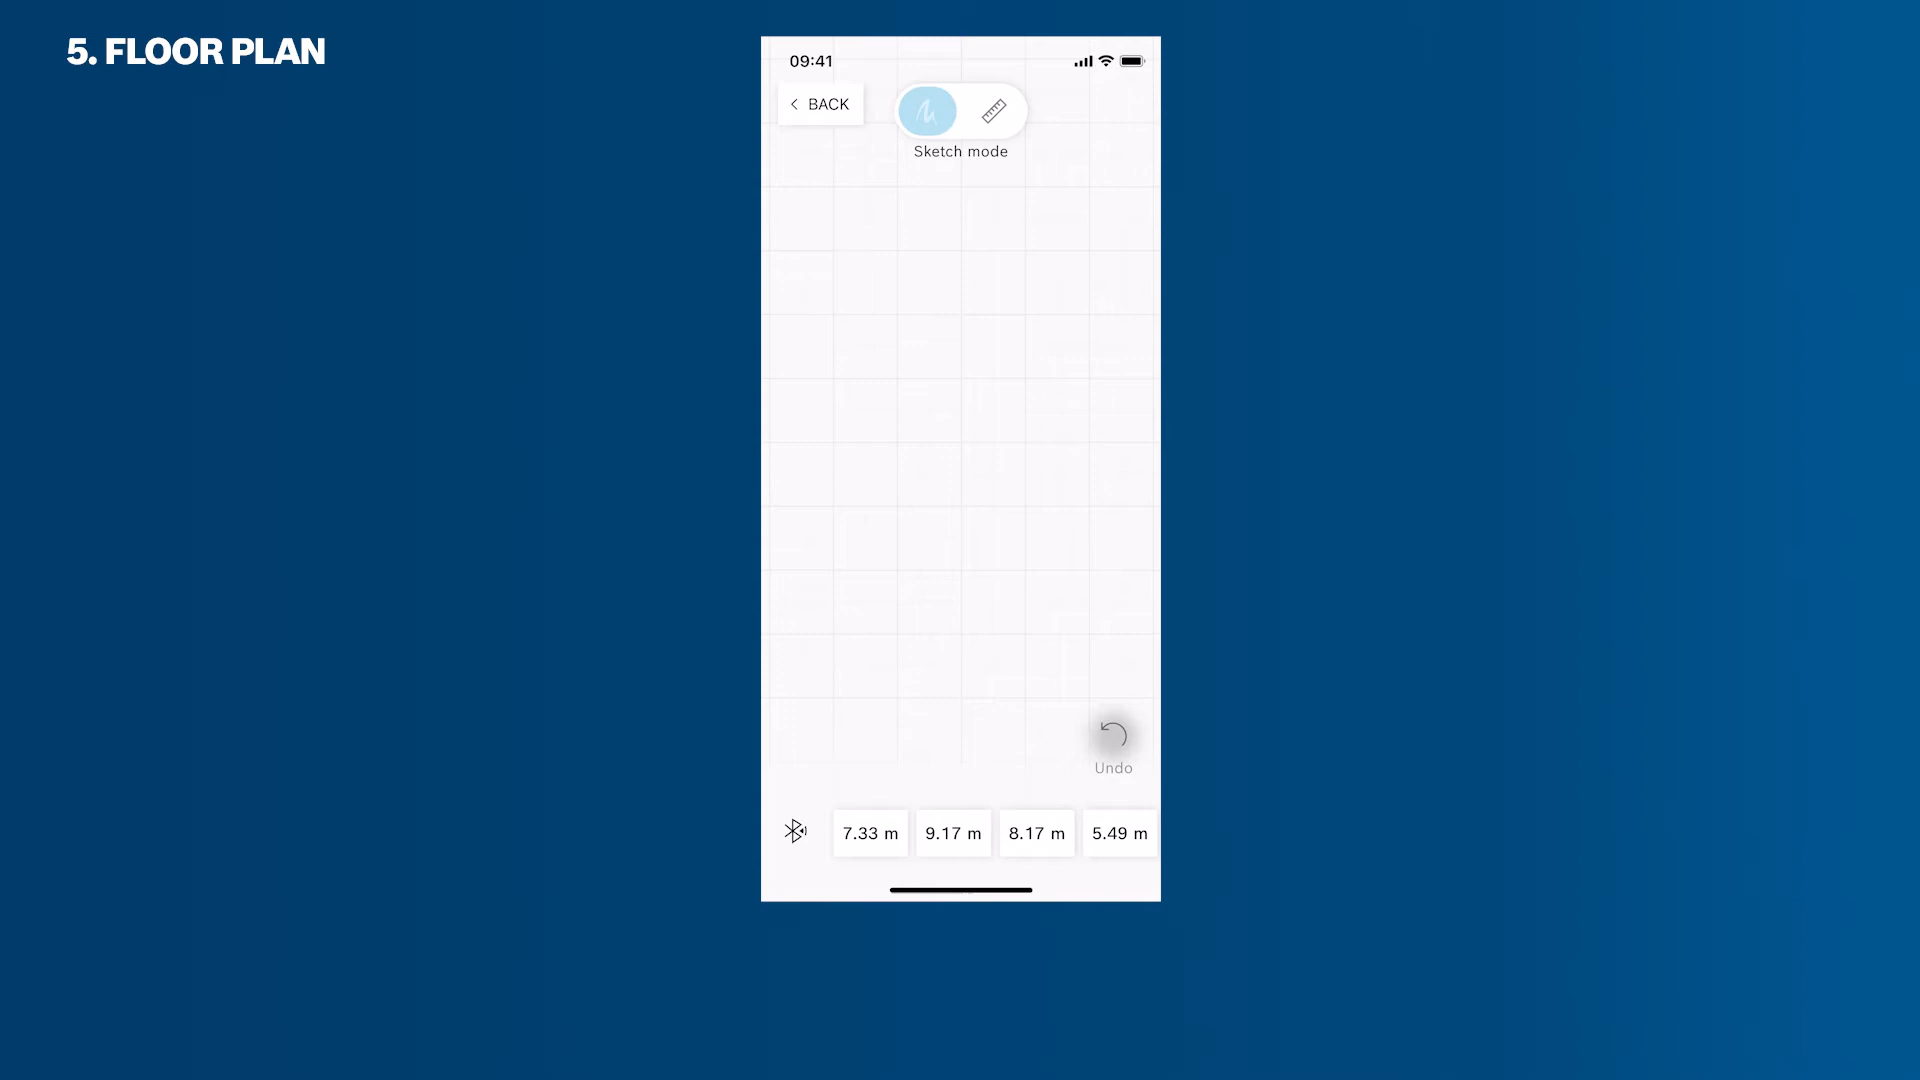 5. FLOOR PLAN
09:41
BACK
Sketch mode
Undo
7.33 m
9.17 m
8.17 m
5.49 m